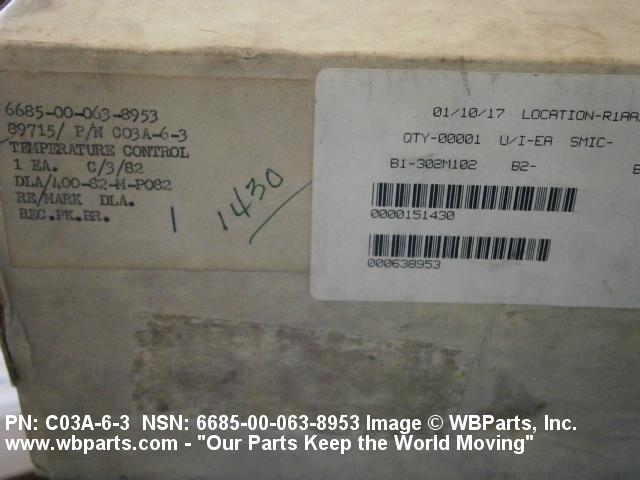 6685-00-063-8953
89715/ P/N C03A-6-3
TEMPERATURE CONTROL
1 EA. C/3/82
DLA/400-82-M-P082
RE/MARK DLA.
REC.PK.BR.
1
1430
01/10/17 LOCATION-R1AA
QTY-00001 U/I-EA SMIC-
B1-302M102 B2-
0000151430
000638953
PN: C03A-6-3 NSN: 6685-00-063-8953 Image © WBParts, Inc.
www.wbparts.com - "Our Parts Keep the World Moving"